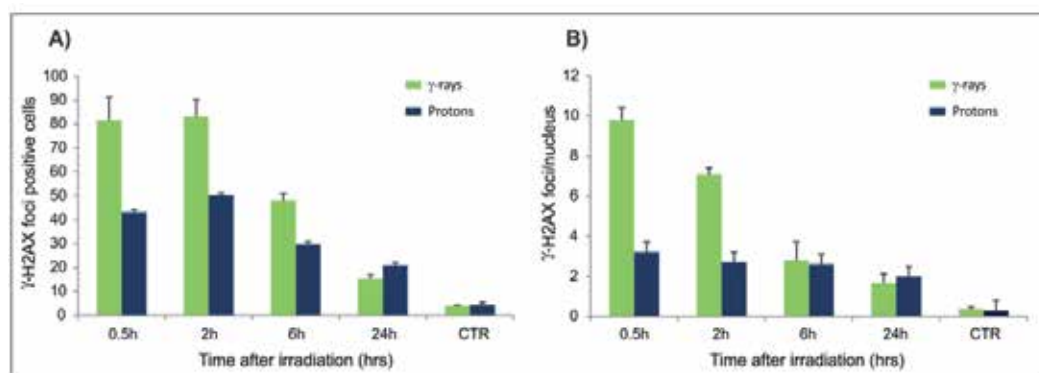 A)
γ-H2AX foci positive cells
100
90
80
70
60
50
40
30
20
10
0
γ-rays
Protons
0.5h 2h 6h 24h CTR
Time after irradiation (hrs)
B)
γ-H2AX foci/nucleus
12
10
8
6
4
2
0
γ-rays
Protons
0.5h 2h 6h 24h CTR
Time after irradiation (hrs)